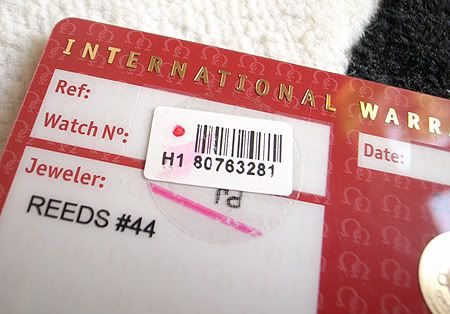 INTERNATIONAL WARRA
Ref:
Watch Nº:
H1 80763281
Date:
Jeweler:
REEDS #44